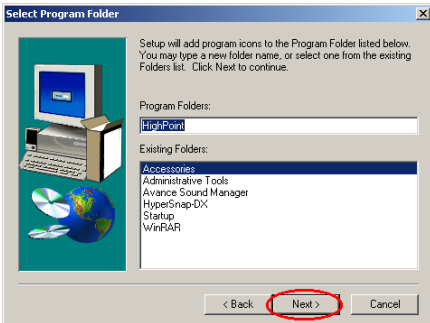 Select Program Folder
Setup will add program icons to the Program Folder listed below.
You may type a new folder name, or select one from the existing
Folders list. Click Next to continue.
Program Folders:
HighPoint
Existing Folders:
Accessories
Administrative Tools
Avance Sound Manager
HyperSnap-DX
Startup
WinRAR
< Back
Next >
Cancel